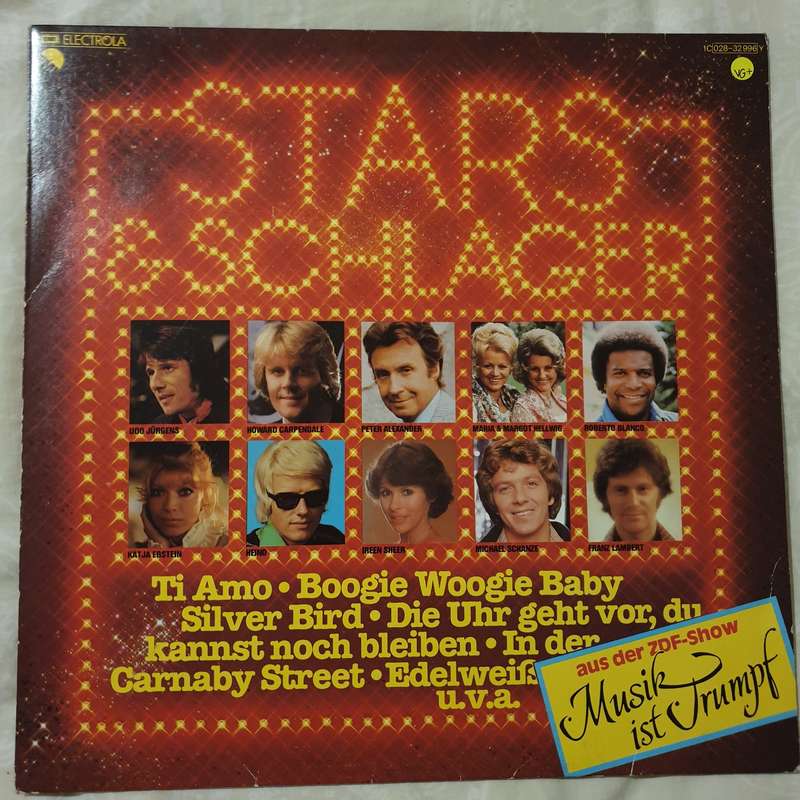 EMI ELECTROLA
1C 028-32 996 Y
VG+
STARS
& SCHLAGER
UDO JÜRGENS
HOWARD CARPENDALE
PETER ALEXANDER
MARIA & MARGOT HELLWIG
ROBERTO BLANCO
KATJA EBSTEIN
HEINO
IREEN SHEER
MICHAEL SCHANZE
FRANZ LAMBERT
Ti Amo • Boogie Woogie Baby
Silver Bird • Die Uhr geht vor, du
kannst noch bleiben • In der
Carnaby Street • Edelweiß
u.v.a.
aus der ZDF-Show
Musik
ist Trumpf